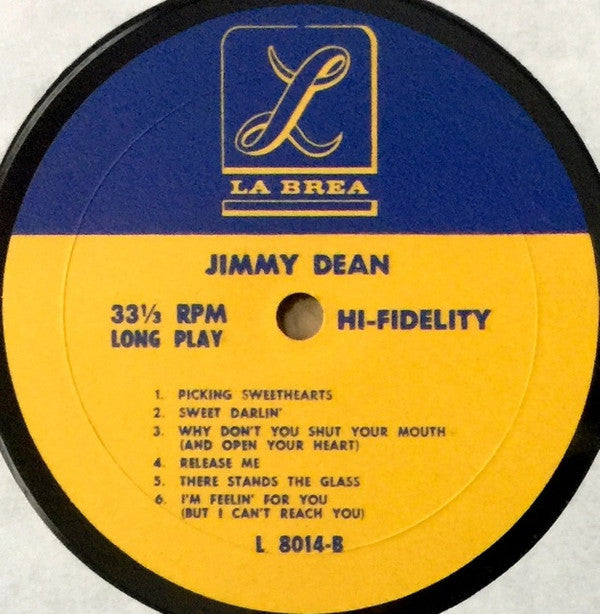 L
LA BREA
JIMMY DEAN
33⅓ RPM
LONG PLAY
HI-FIDELITY
1. PICKING SWEETHEARTS
2. SWEET DARLIN'
3. WHY DON'T YOU SHUT YOUR MOUTH
(AND OPEN YOUR HEART)
4. RELEASE ME
5. THERE STANDS THE GLASS
6. I'M FEELIN' FOR YOU
(BUT I CAN'T REACH YOU)
L 8014-B